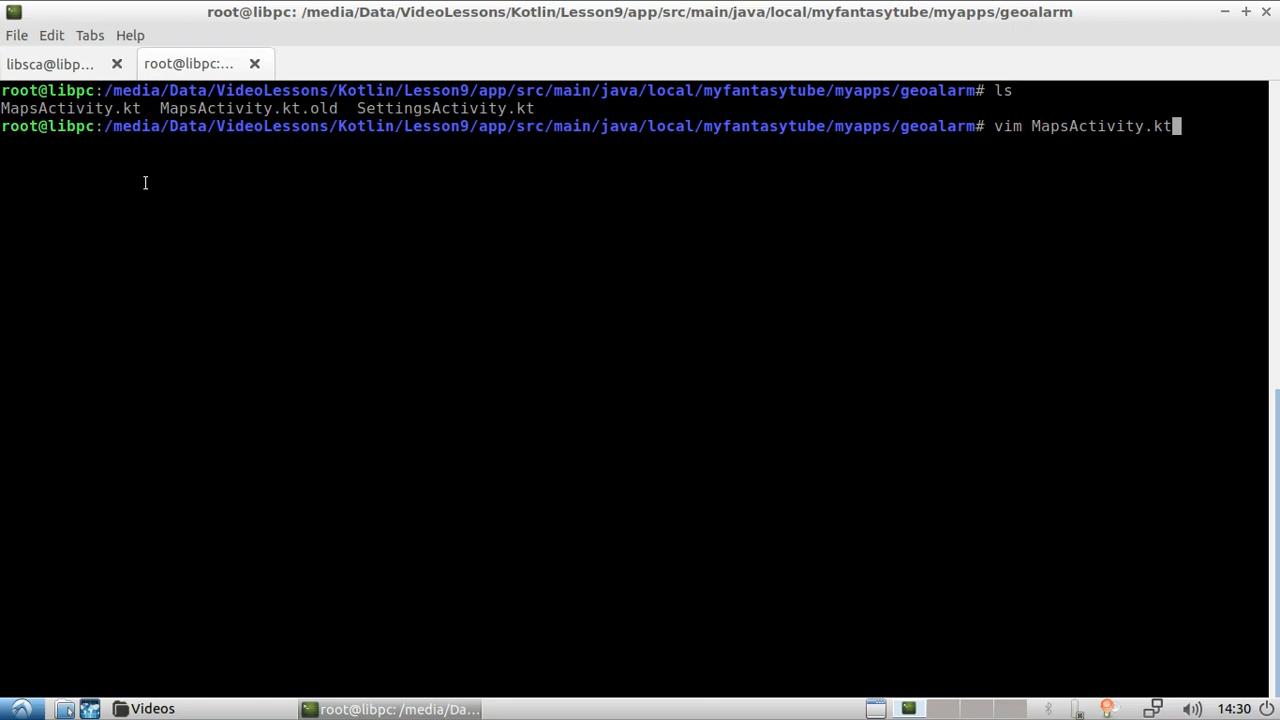 root@libpc: /media/Data/VideoLessons/Kotlin/Lesson9/app/src/main/java/local/myfantasytube/myapps/geoalarm
File Edit Tabs Help
libsca@libp... root@libpc:...
root@libpc:/media/Data/VideoLessons/Kotlin/Lesson9/app/src/main/java/local/myfantasytube/myapps/geoalarm# ls
MapsActivity.kt MapsActivity.kt.old SettingsActivity.kt
root@libpc:/media/Data/VideoLessons/Kotlin/Lesson9/app/src/main/java/local/myfantasytube/myapps/geoalarm# vim MapsActivity.kt
Videos root@libpc: /media/Da... 14:30